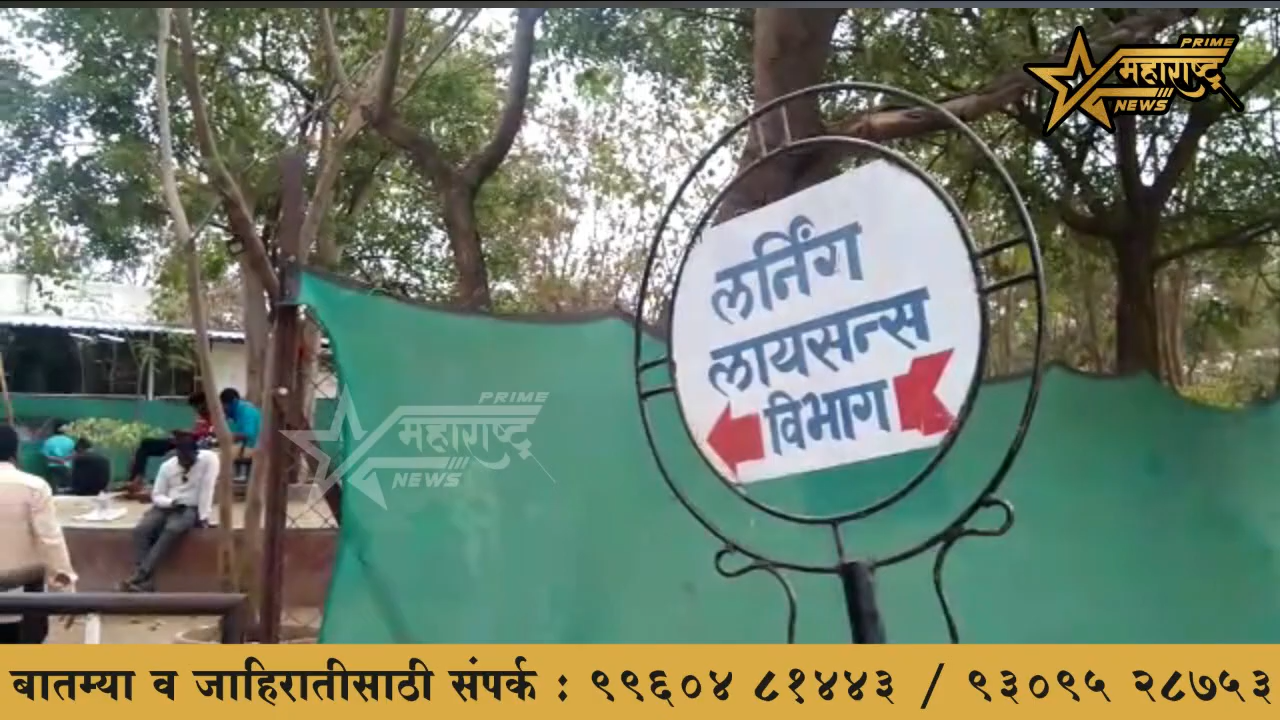 PRIME
महाराष्ट्र
NEWS
लर्निंग
लायसन्स
विभाग
PRIME
महाराष्ट्र
NEWS
बातम्या व जाहिरातीसाठी संपर्क : ९९६०४ ८१४४३ / ९३०९५ २८७५३